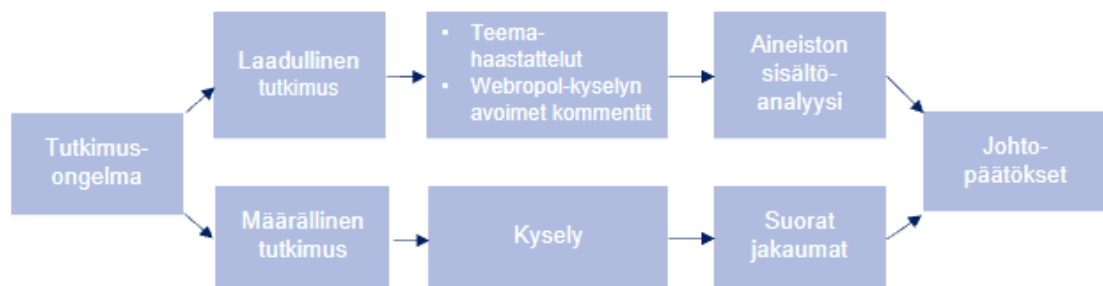 Tutkimus-
ongelma
Laadullinen
tutkimus
• Teema-
haastattelut
• Webropol-kyselyn
avoimet kommentit
Aineiston
sisältö-
analyysi
Määrällinen
tutkimus
Kysely
Suorat
jakaumat
Johto-
päätökset